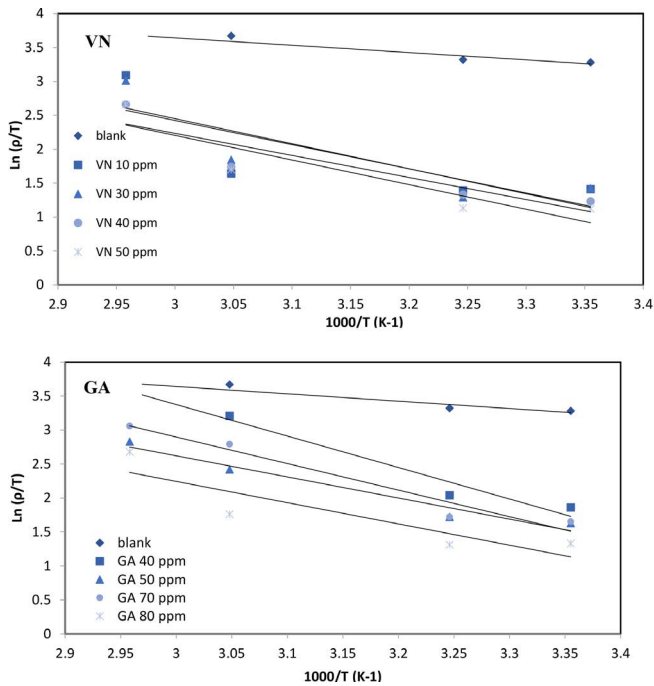 VN
4
3.5
3
2.5
2
1.5
1
0.5
0
Ln (ρ/T)
blank
VN 10 ppm
VN 30 ppm
VN 40 ppm
VN 50 ppm
2.9 2.95 3 3.05 3.1 3.15 3.2 3.25 3.3 3.35 3.4
1000/T (K-1)
GA
4
3.5
3
2.5
2
1.5
1
0.5
0
Ln (ρ/T)
blank
GA 40 ppm
GA 50 ppm
GA 70 ppm
GA 80 ppm
2.9 2.95 3 3.05 3.1 3.15 3.2 3.25 3.3 3.35 3.4
1000/T (K-1)